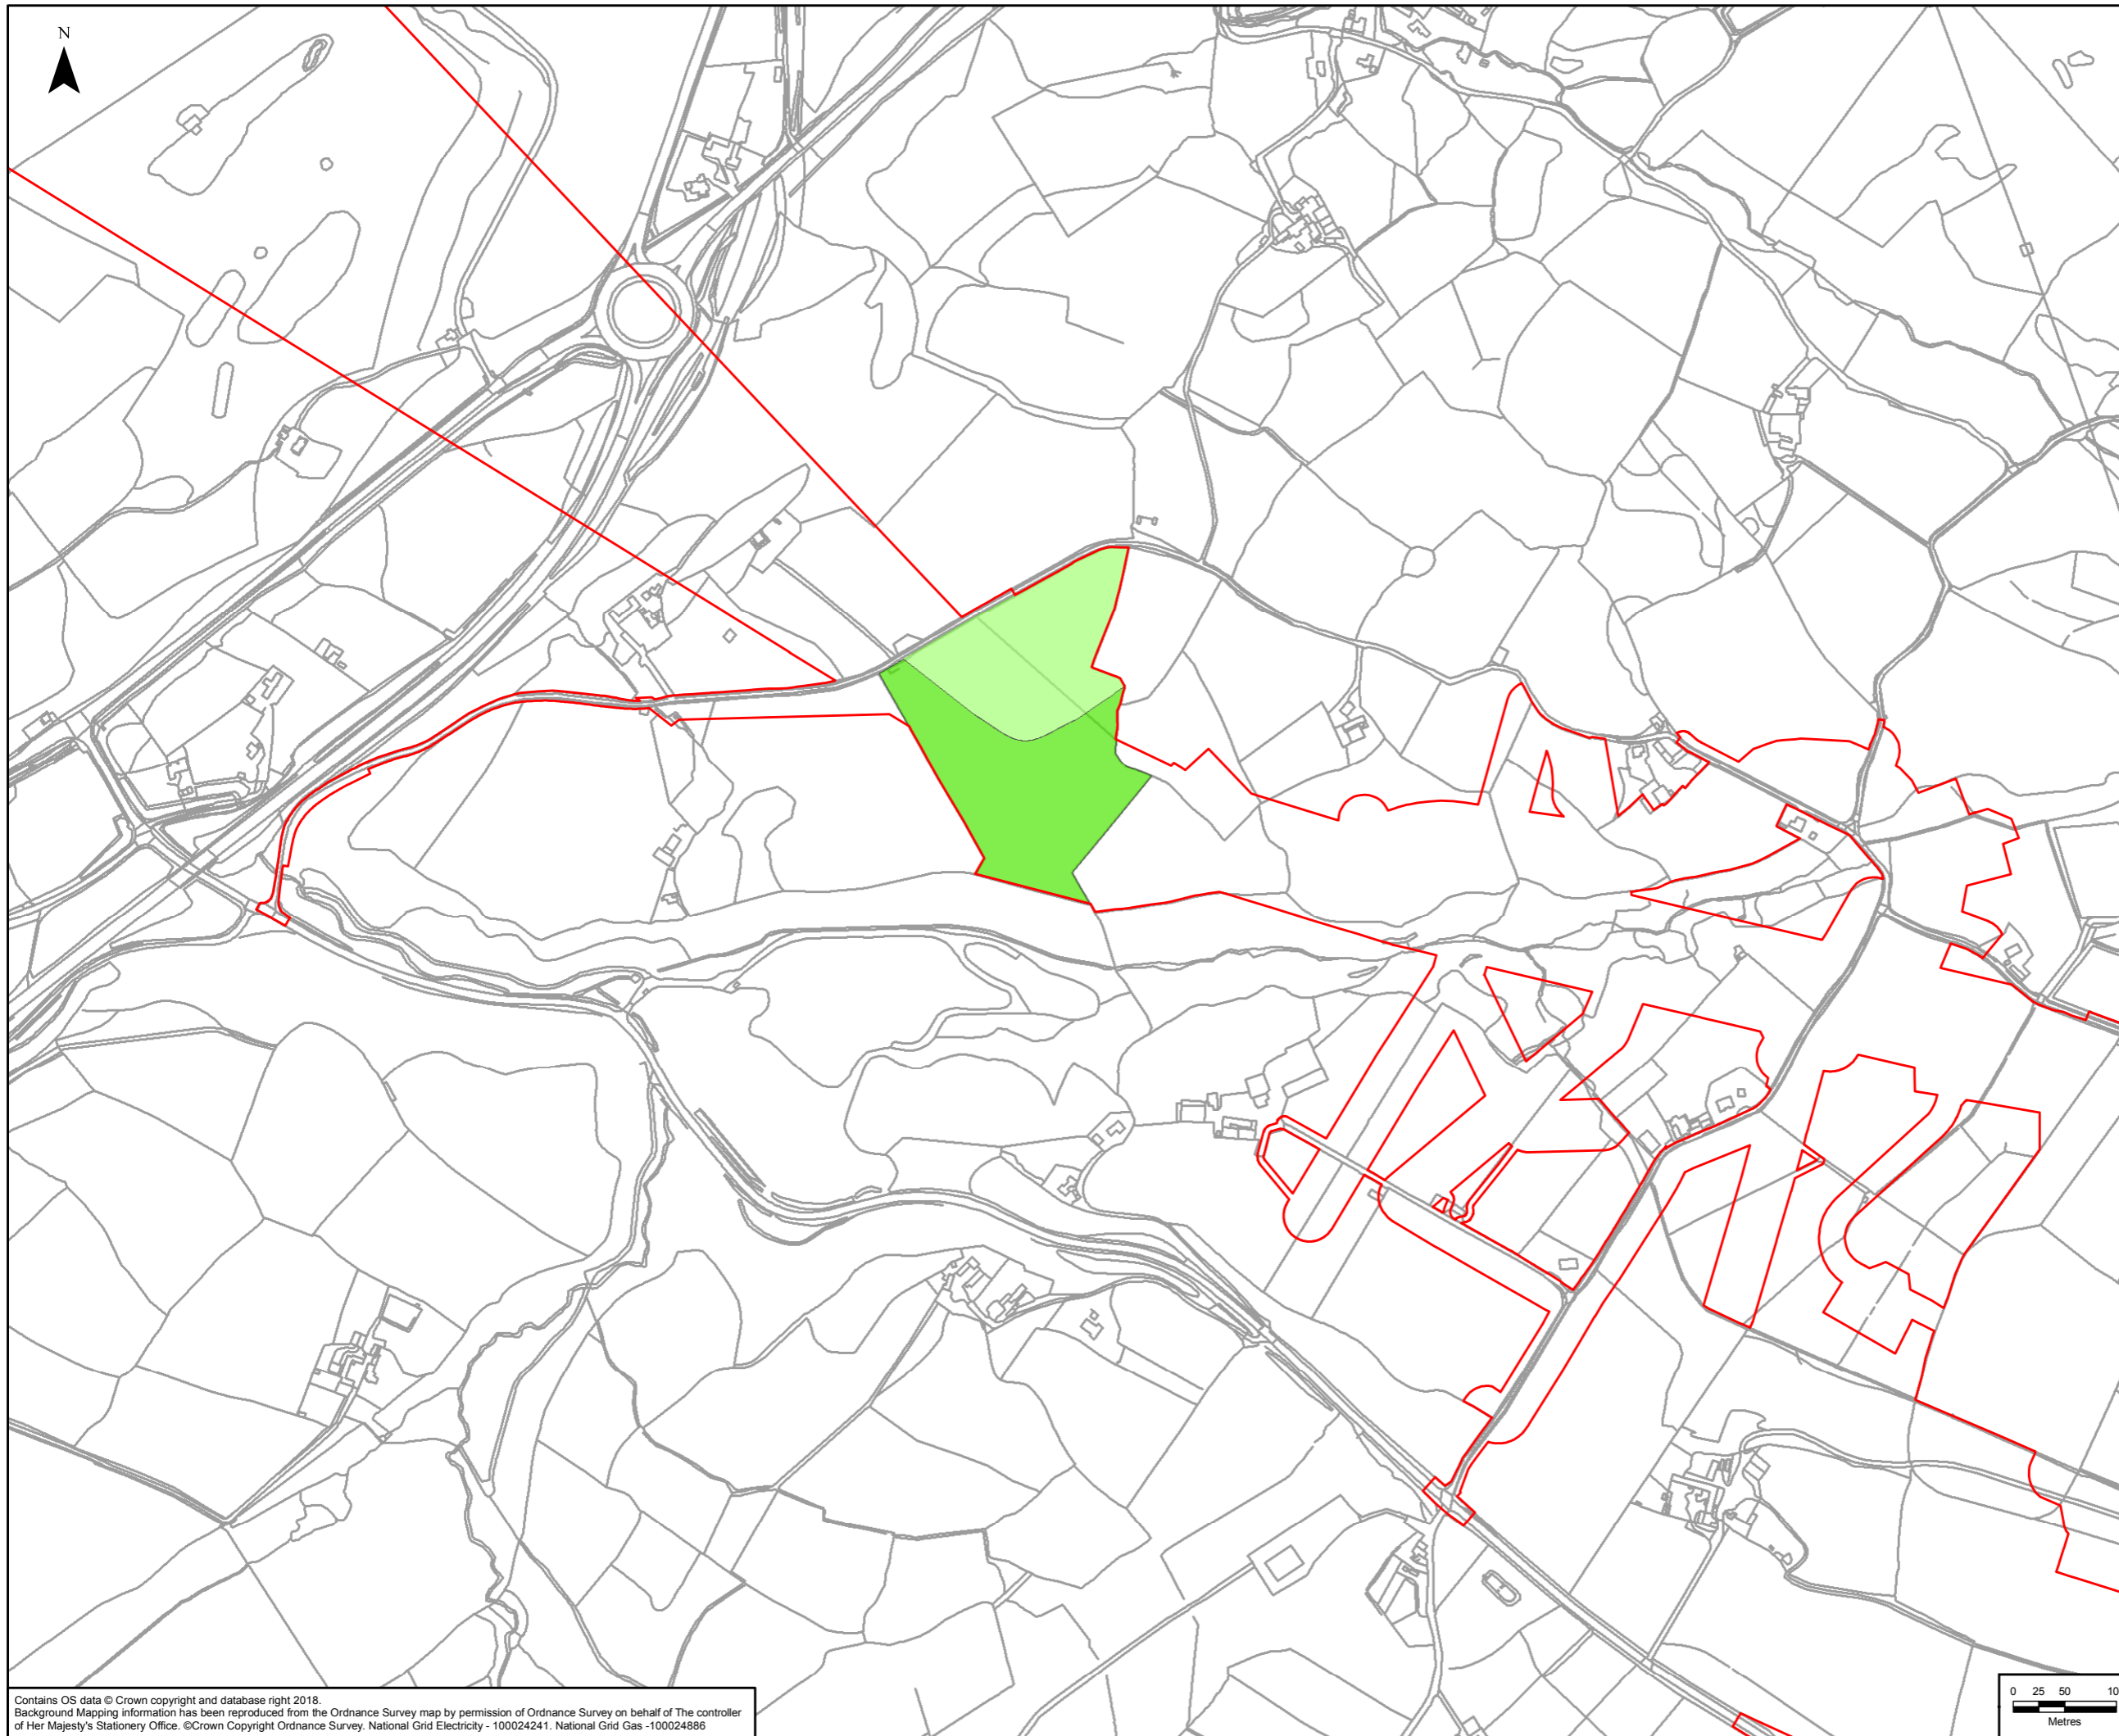 N
Contains OS data © Crown copyright and database right 2018.
Background Mapping information has been reproduced from the Ordnance Survey map by permission of Ordnance Survey on behalf of The controller
of Her Majesty's Stationery Office. ©Crown Copyright Ordnance Survey. National Grid Electricity - 100024241. National Grid Gas -100024886
0 25 50 10
Metres